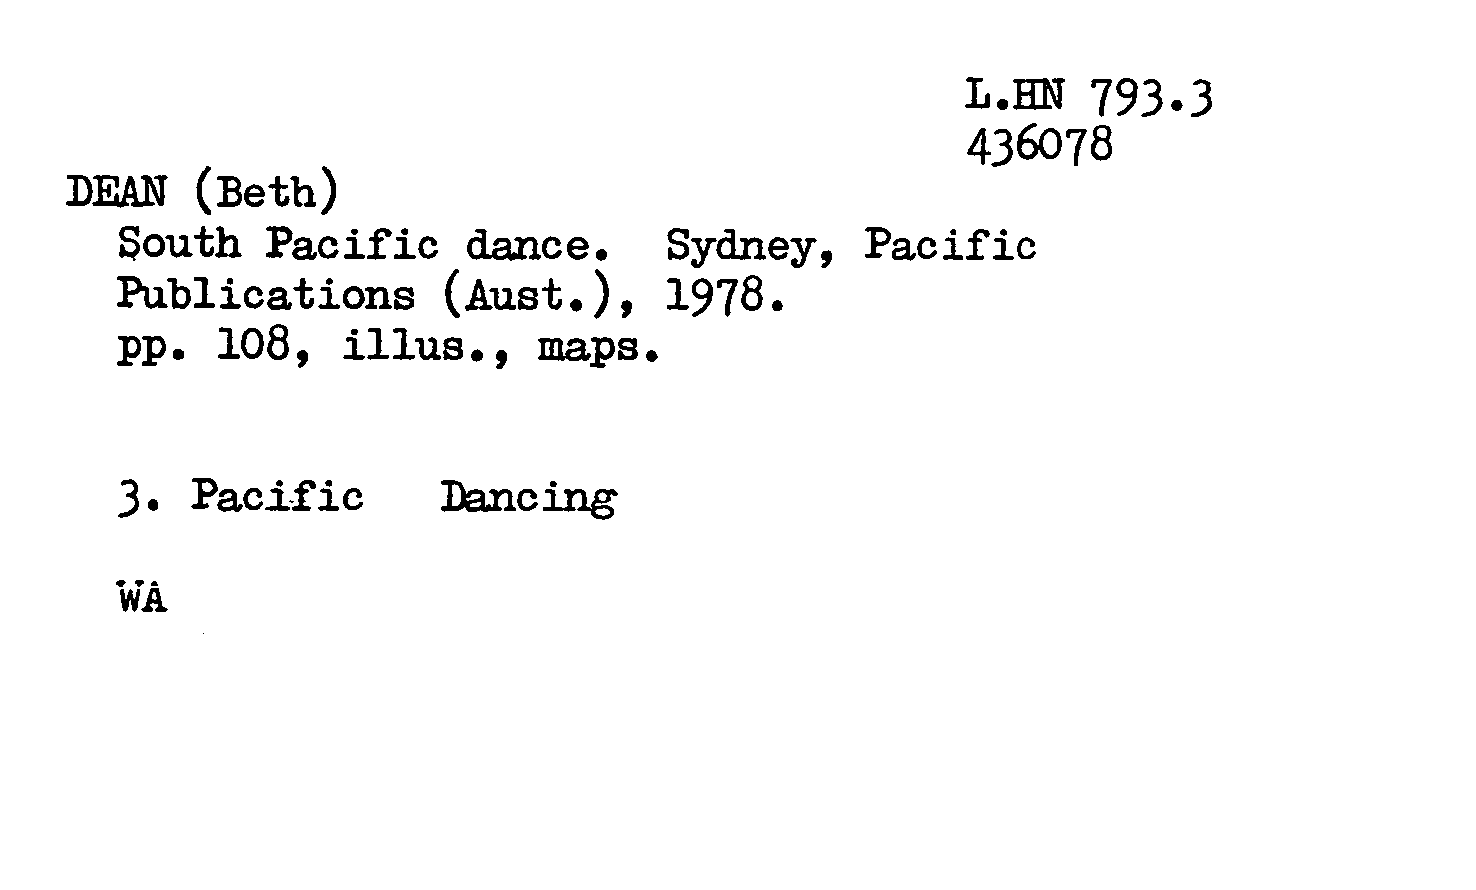 L.HN 793.3
436078
DEAN (Beth)
South Pacific dance. Sydney, Pacific
Publications (Aust.), 1978.
pp. 108, illus., maps.
3. Pacific Dancing
WA